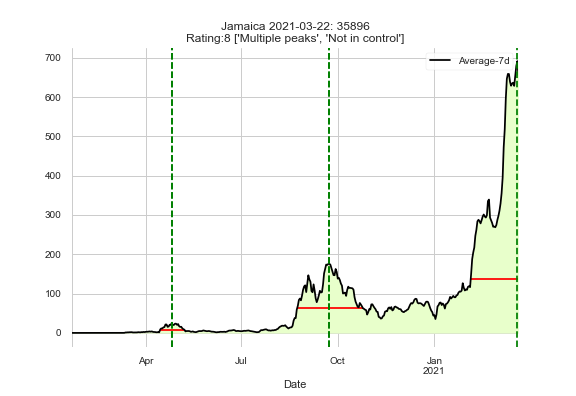 Jamaica 2021-03-22: 35896
Rating:8 ['Multiple peaks', 'Not in control']
Average-7d
700
600
500
400
300
200
100
0
Apr
Jul
Oct
Jan
2021
Date